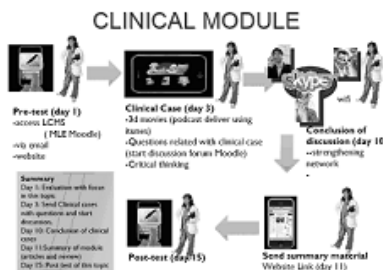 CLINICAL MODULE
Pre-test (day 1)
-access LCMS
( MLE Moodle)
-via email
-website
Clinical Case (day 3)
-3d movies (podcast deliver using
itunes)
-Questions related with clinical case
(start discussion forum Moodle)
-Critical thinking
skype
wifi
Conclusion of
discussion (day 10
--strengthening
network
-
Summary
Day 1: Evaluation with focus
in this topic.
Day 3: Send Clinical cases
with questions and start
discussion.
Day 10: Conclusion of clinical
cases
Day 11:Summary of module
(articles and review)
Day 15: Post test of this topic
Post-test (day 15)
Send summary material
Website Link (day 11)